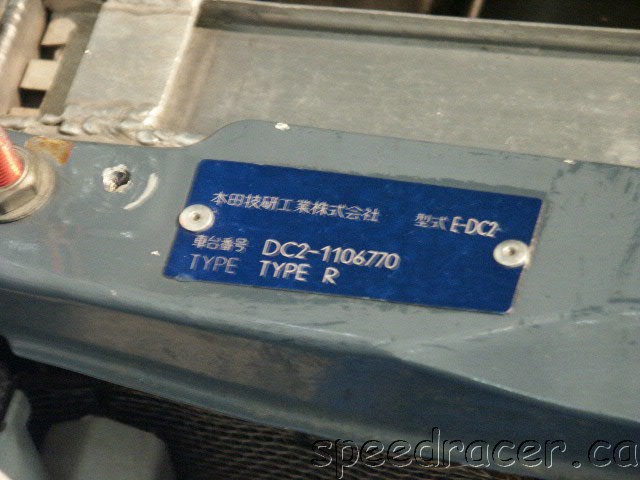 本田技研工業株式会社 型式 E-DC2
車台番号 DC2-1106770
TYPE TYPE R
speedracer.ca